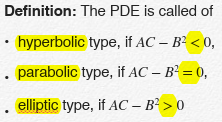 Definition: The PDE is called of
· hyperbolic type, if AC – B² < 0,
· parabolic type, if AC – B² = 0,
· elliptic type, if AC – B² > 0